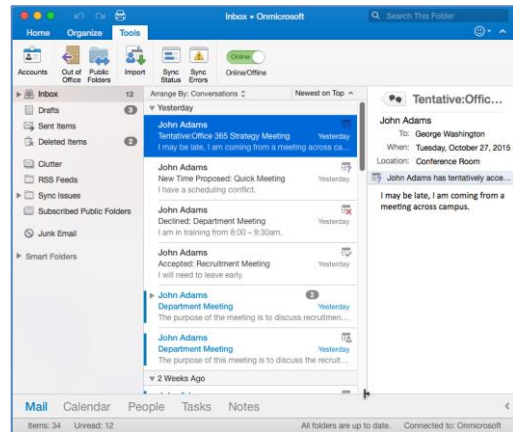 Inbox • Onmicrosoft
Search This Folder
Home Organize Tools
Accounts
Out of Office
Public Folders
Import
Sync Status
Sync Errors
Online
Online/Offline
Inbox 12
Drafts 3
Sent Items
Deleted Items 2
Clutter
RSS Feeds
Sync Issues
Subscribed Public Folders
Junk Email
Smart Folders
Arrange By: Conversations Newest on Top
Yesterday
John Adams
Tentative:Office 365 Strategy Meeting Yesterday
I may be late, I am coming from a meeting across ca...
John Adams
New Time Proposed: Quick Meeting Yesterday
I have a scheduling conflict.
John Adams
Declined: Department Meeting Yesterday
I am in training from 8:00 – 9:30am.
John Adams
Accepted: Recruitment Meeting Yesterday
I will need to leave early.
John Adams 2
Department Meeting Yesterday
The purpose of the meeting is to discuss recruitmen...
John Adams
Department Meeting Yesterday
The purpose of this meeting is to discuss the recruit...
2 Weeks Ago
Tentative:Offic...
John Adams
To: George Washington
When: Tuesday, October 27, 2015
Location: Conference Room
John Adams has tentatively acce...
I may be late, I am coming from a
meeting across campus.
Mail Calendar People Tasks Notes
Items: 34 Unread: 12 All folders are up to date. Connected to: Onmicrosoft